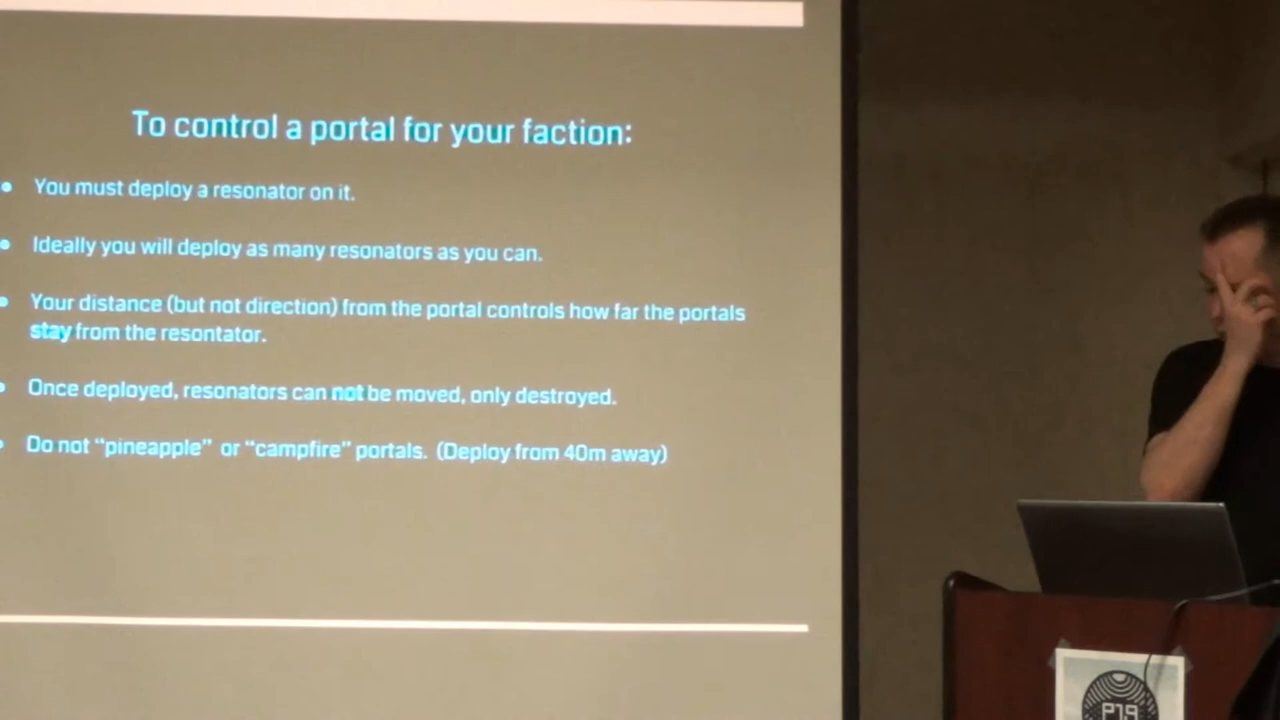 To control a portal for your faction:
• You must deploy a resonator on it.
• Ideally you will deploy as many resonators as you can.
• Your distance (but not direction) from the portal controls how far the portals
stay from the resontator.
• Once deployed, resonators can not be moved, only destroyed.
• Do not “pineapple” or “campfire” portals. (Deploy from 40m away)
P19